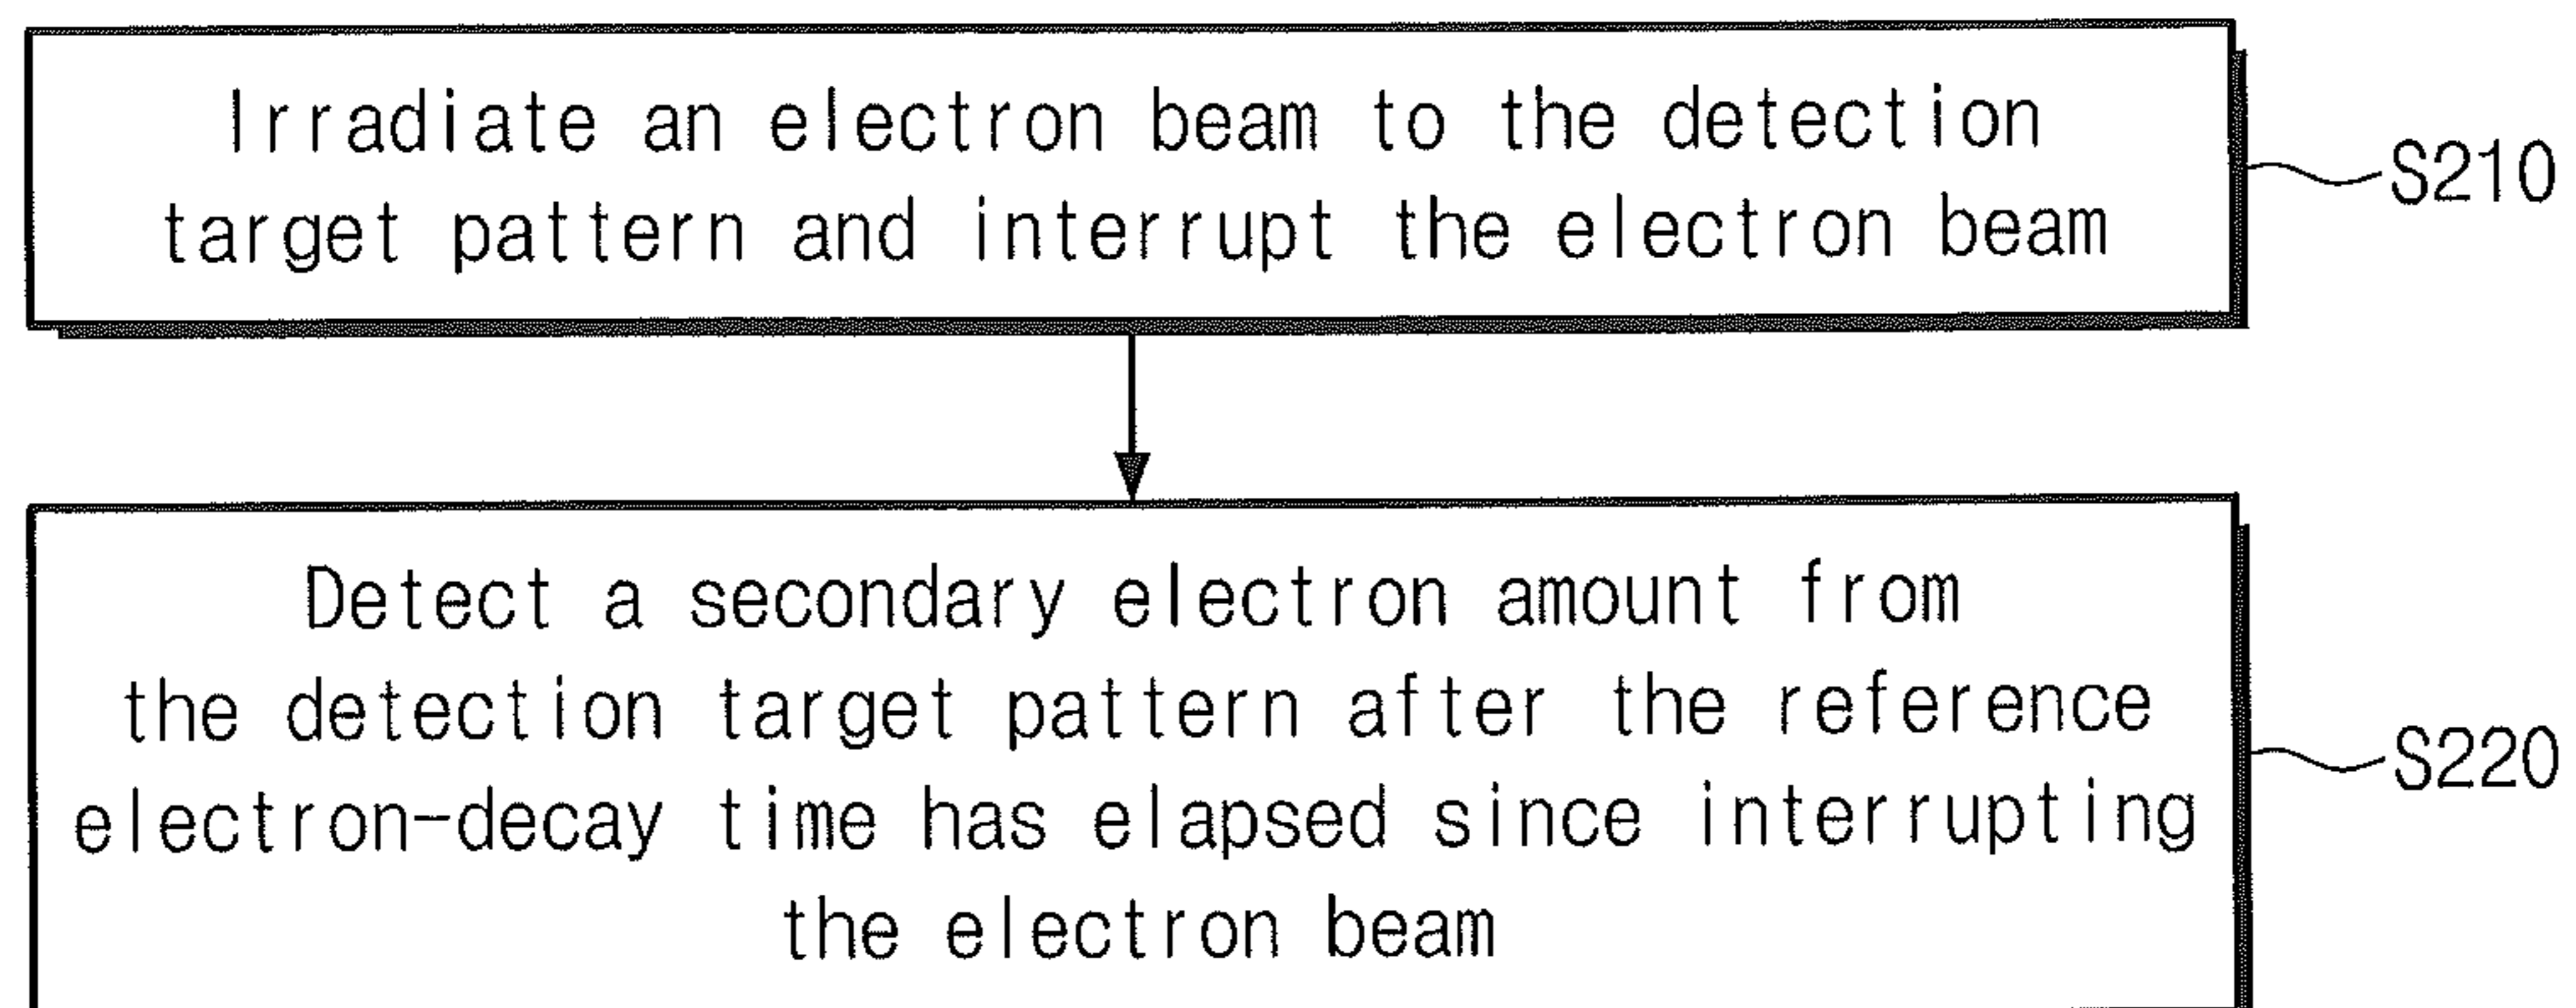 Irradiate an electron beam to the detection
target pattern and interrupt the electron beam
S210
Detect a secondary electron amount from
the detection target pattern after the reference
electron-decay time has elapsed since interrupting
the electron beam
S220